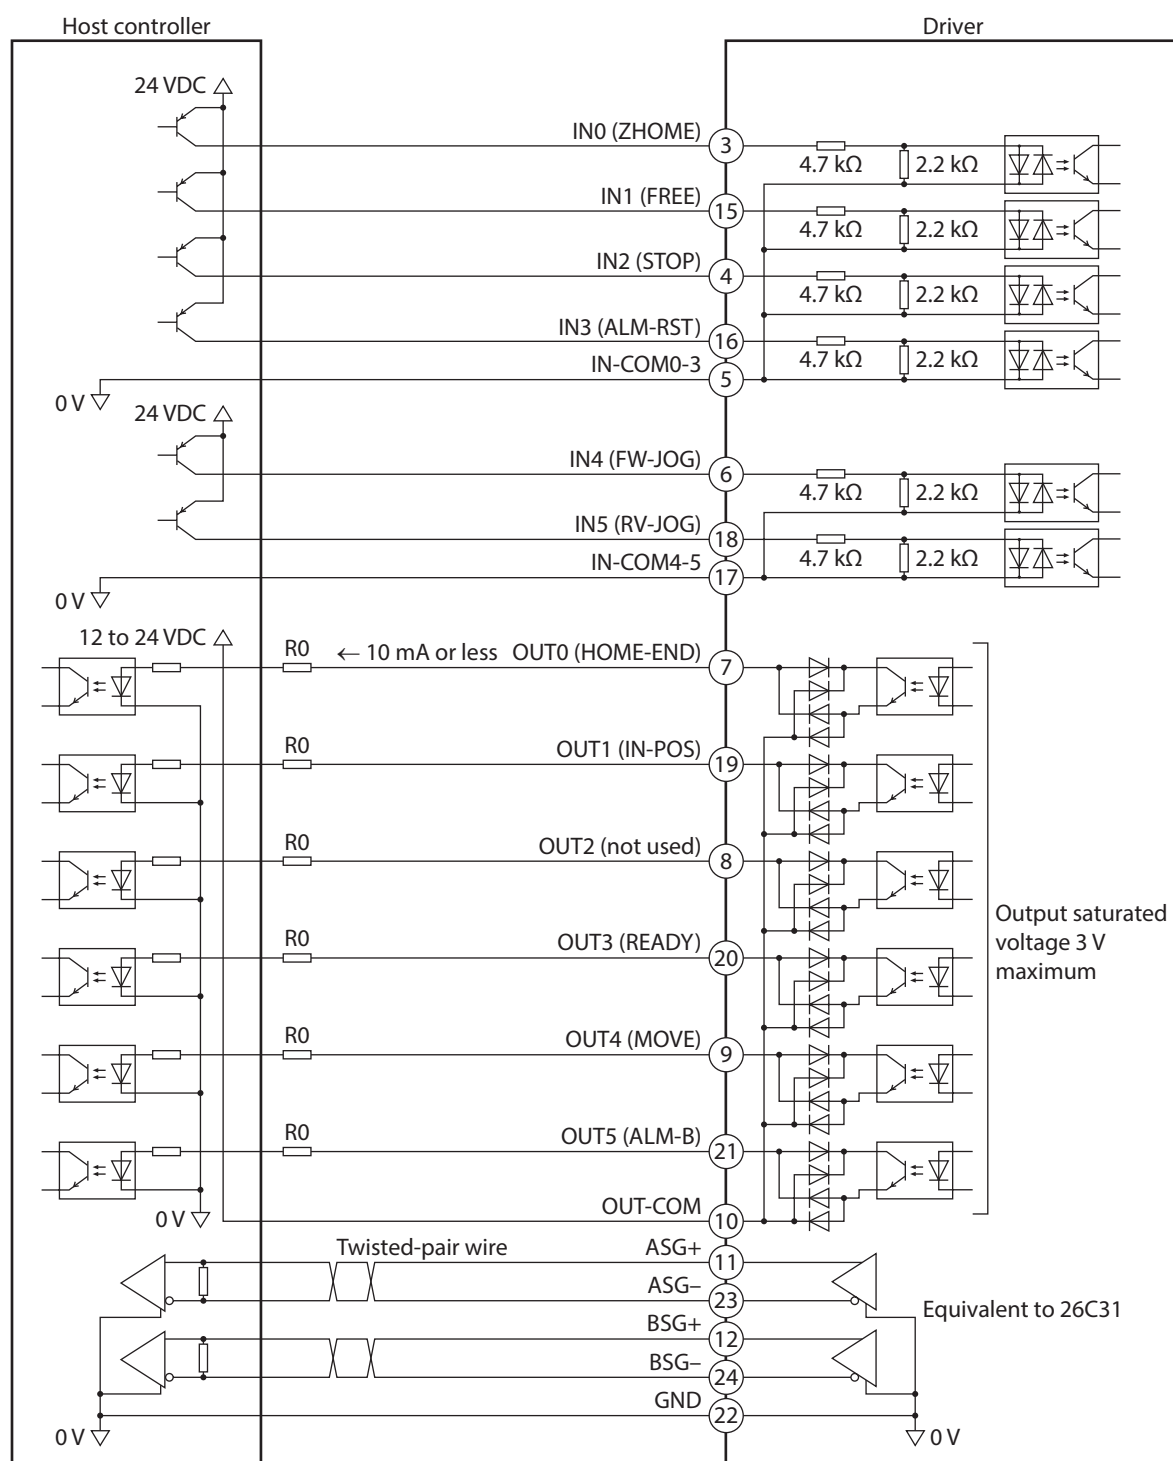 Host controller
Driver
24 VDC
IN0 (ZHOME)
3
4.7 kΩ
2.2 kΩ
IN1 (FREE)
15
4.7 kΩ
2.2 kΩ
IN2 (STOP)
4
4.7 kΩ
2.2 kΩ
IN3 (ALM-RST)
16
4.7 kΩ
2.2 kΩ
IN-COM0-3
5
0 V
24 VDC
IN4 (FW-JOG)
6
4.7 kΩ
2.2 kΩ
IN5 (RV-JOG)
18
4.7 kΩ
2.2 kΩ
IN-COM4-5
17
0 V
12 to 24 VDC
R0
← 10 mA or less
OUT0 (HOME-END)
7
R0
OUT1 (IN-POS)
19
R0
OUT2 (not used)
8
R0
OUT3 (READY)
20
Output saturated
voltage 3 V
maximum
R0
OUT4 (MOVE)
9
R0
OUT5 (ALM-B)
21
0 V
OUT-COM
10
Twisted-pair wire
ASG+
11
ASG–
23
Equivalent to 26C31
BSG+
12
BSG–
24
GND
22
0 V
0 V